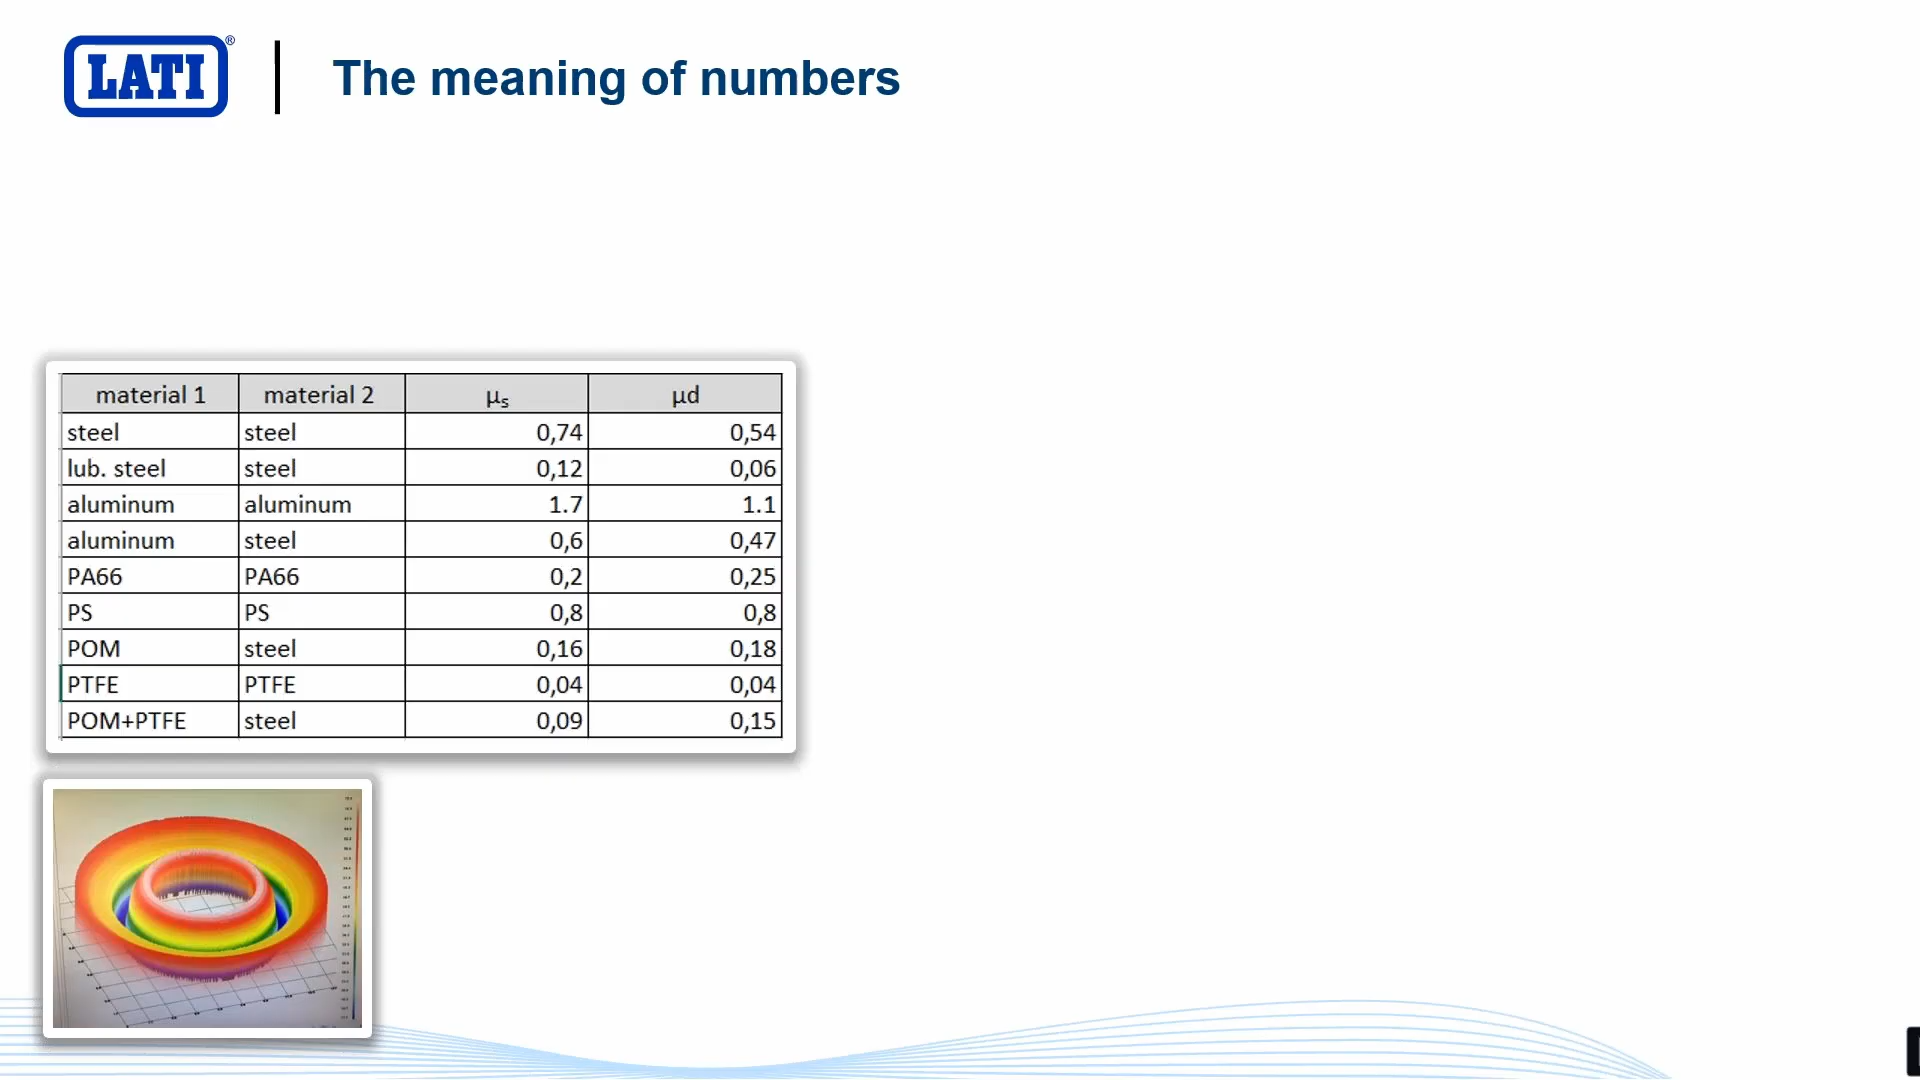 LATI®
The meaning of numbers
material 1 material 2 μs μd
steel steel 0,74 0,54
lub. steel steel 0,12 0,06
aluminum aluminum 1.7 1.1
aluminum steel 0,6 0,47
PA66 PA66 0,2 0,25
PS PS 0,8 0,8
POM steel 0,16 0,18
PTFE PTFE 0,04 0,04
POM+PTFE steel 0,09 0,15